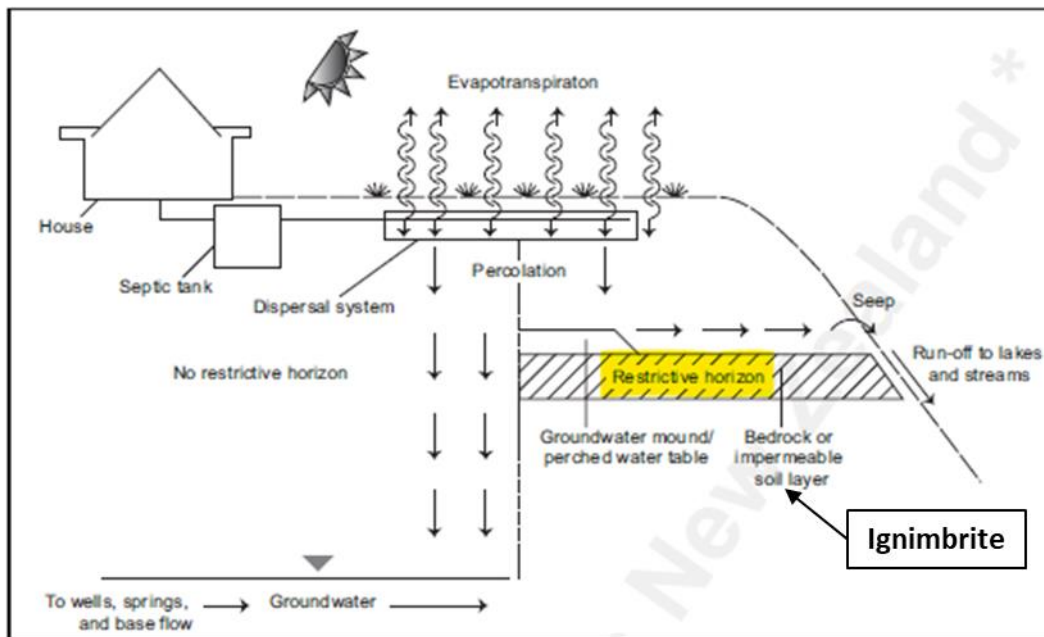 Evapotranspiraton
House
Septic tank
Percolation
Dispersal system
Seep
No restrictive horizon
Restrictive horizon
Run-off to lakes
and streams
Groundwater mound/
perched water table
Bedrock or
impermeable
soil layer
Ignimbrite
To wells, springs,
and base flow
Groundwater
New Zealand *